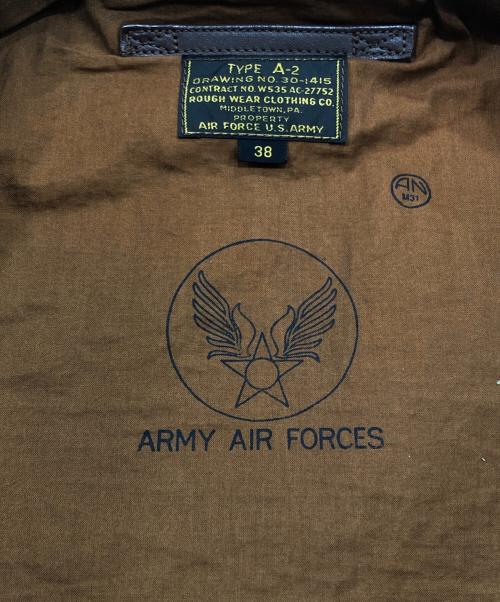 TYPE A-2
DRAWING NO. 30-1415
CONTRACT NO. W535 AC-27752
ROUGH WEAR CLOTHING CO.
MIDDLETOWN, PA.
PROPERTY
AIR FORCE U.S. ARMY
38
AN
M31
ARMY AIR FORCES